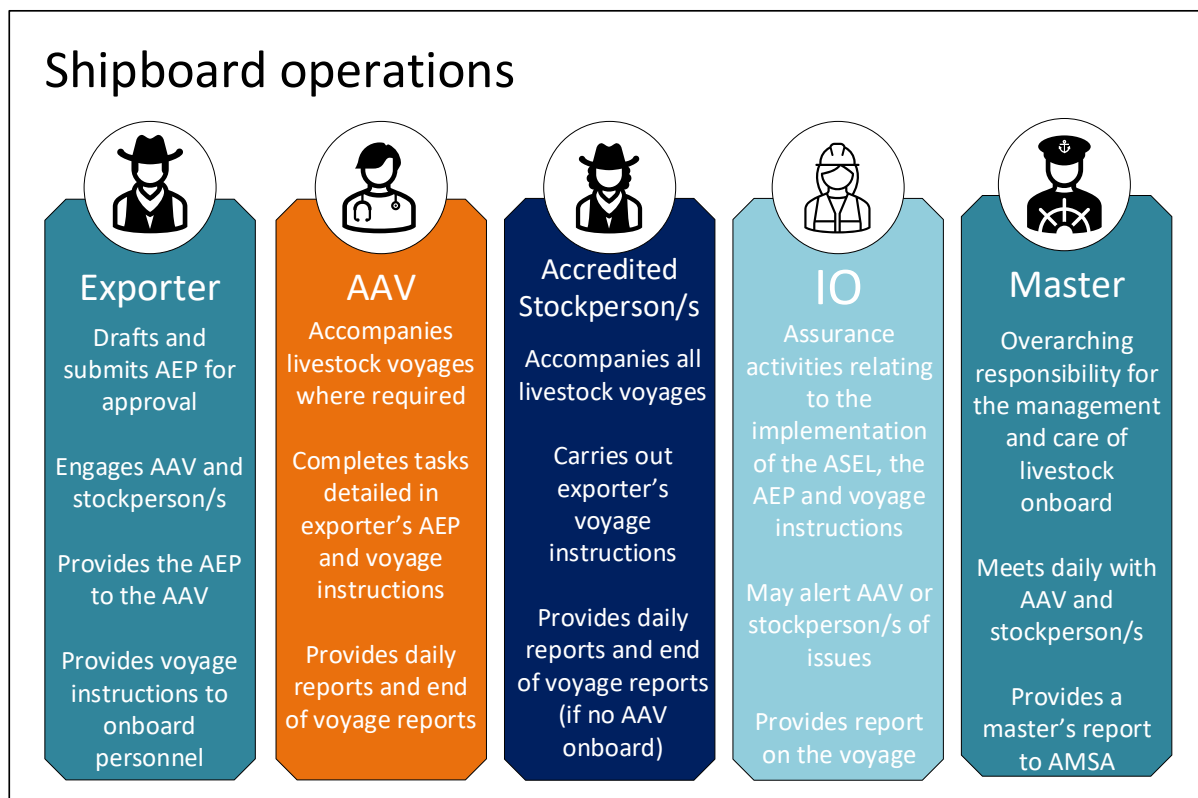 Shipboard operations
Exporter
Drafts and
submits AEP for
approval
Engages AAV and
stockperson/s
Provides the AEP
to the AAV
Provides voyage
instructions to
onboard
personnel
AAV
Accompanies
livestock voyages
where required
Completes tasks
detailed in
exporter’s AEP
and voyage
instructions
Provides daily
reports and end
of voyage reports
Accredited
Stockperson/s
Accompanies all
livestock voyages
Carries out
exporter’s
voyage
instructions
Provides daily
reports and end
of voyage reports
(if no AAV
onboard)
IO
Assurance
activities relating
to the
implementation
of the ASEL, the
AEP and voyage
instructions
May alert AAV or
stockperson/s of
issues
Provides report
on the voyage
Master
Overarching
responsibility for
the management
and care of
livestock
onboard
Meets daily with
AAV and
stockperson/s
Provides a
master’s report
to AMSA